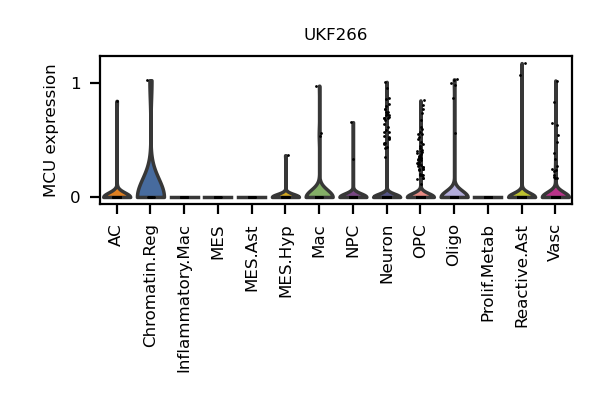 UKF266
MCU expression
1
0
AC
Chromatin.Reg
Inflammatory.Mac
MES
MES.Ast
MES.Hyp
Mac
NPC
Neuron
OPC
Oligo
Prolif.Metab
Reactive.Ast
Vasc